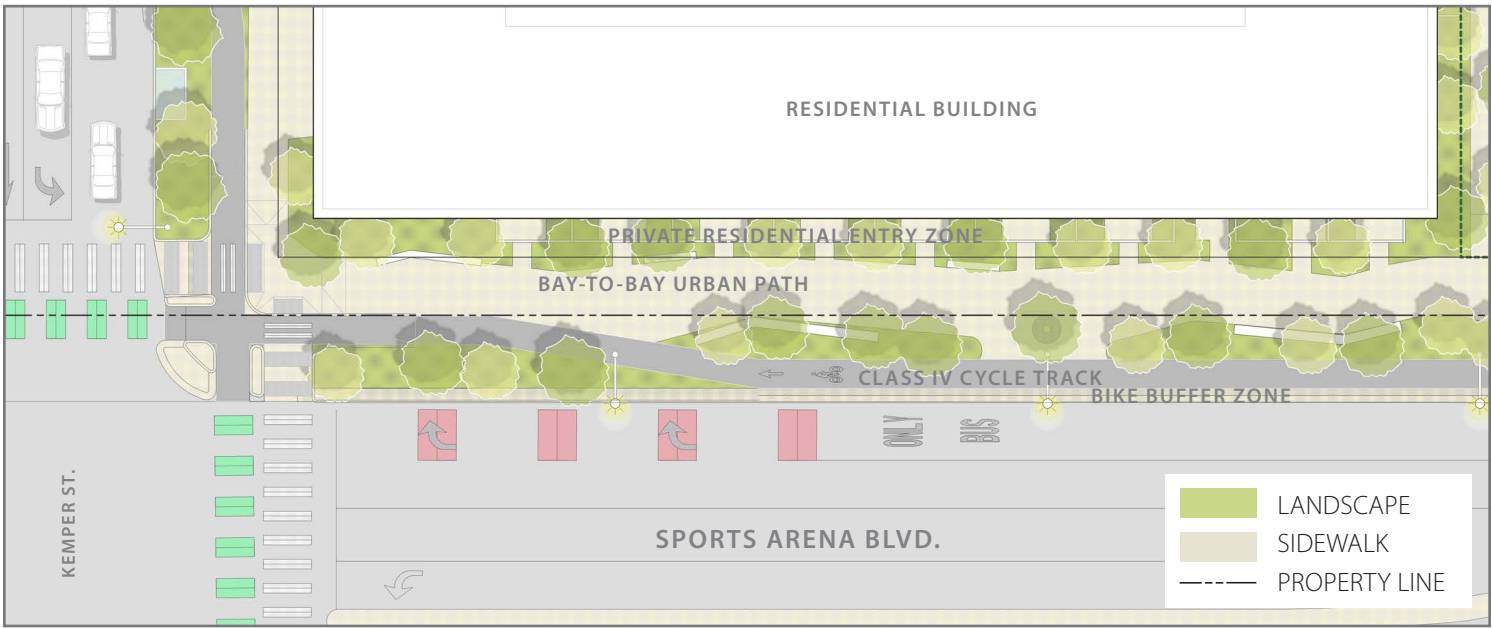 RESIDENTIAL BUILDING
PRIVATE RESIDENTIAL ENTRY ZONE
BAY-TO-BAY URBAN PATH
CLASS IV CYCLE TRACK
BIKE BUFFER ZONE
ONLY
BUS
KEMPER ST.
SPORTS ARENA BLVD.
LANDSCAPE
SIDEWALK
PROPERTY LINE